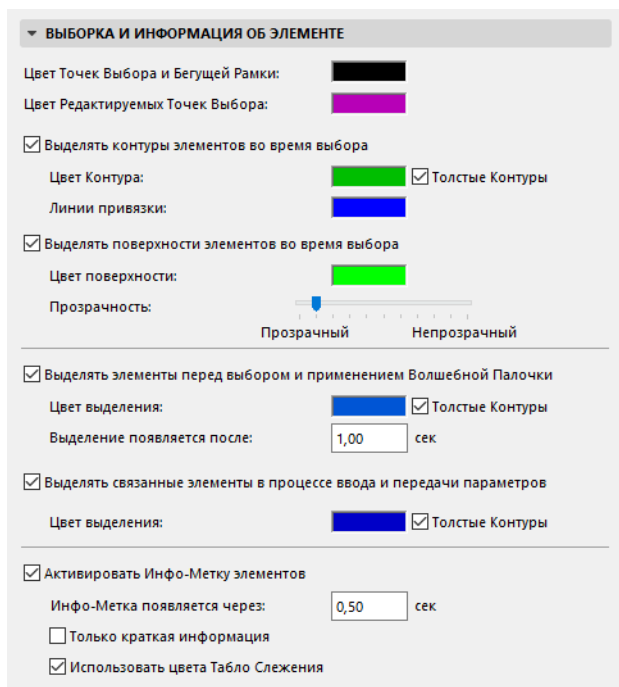 ВЫБОРКА И ИНФОРМАЦИЯ ОБ ЭЛЕМЕНТЕ
Цвет Точек Выбора и Бегущей Рамки:
Цвет Редактируемых Точек Выбора:
Выделять контуры элементов во время выбора
Цвет Контура: Толстые Контуры
Линии привязки:
Выделять поверхности элементов во время выбора
Цвет поверхности:
Прозрачность:
Прозрачный Непрозрачный
Выделять элементы перед выбором и применением Волшебной Палочки
Цвет выделения: Толстые Контуры
Выделение появляется после: 1,00 сек
Выделять связанные элементы в процессе ввода и передачи параметров
Цвет выделения: Толстые Контуры
Активировать Инфо-Метку элементов
Инфо-Метка появляется через: 0,50 сек
Только краткая информация
Использовать цвета Табло Слежения